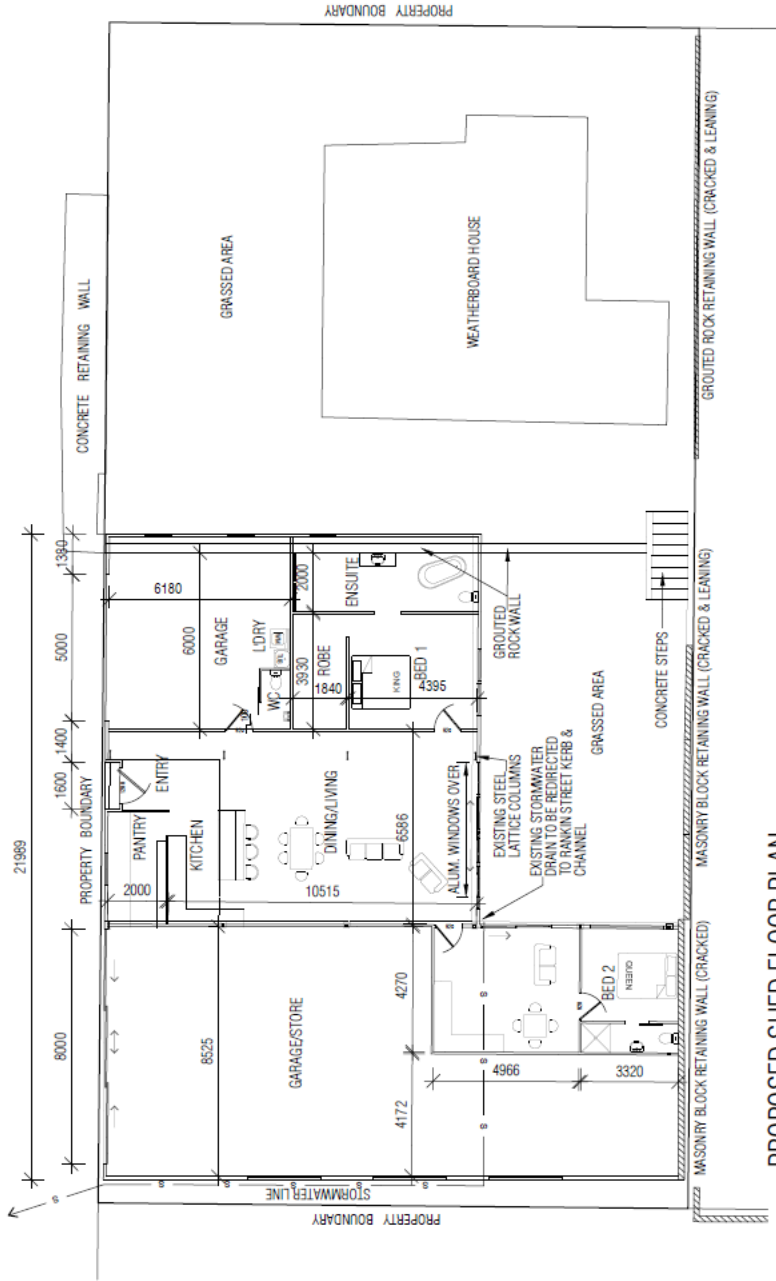 PROPERTY BOUNDARY
CONCRETE RETAINING WALL
GRASSED AREA
WEATHERBOARD HOUSE
GROUTED ROCK RETAINING WALL (CRACKED & LEANING)
21989
1380
5000
1400
1600
8000
PROPERTY BOUNDARY
6180
6000
GARAGE
L'DRY
WC
2000
ENSUITE
3930
ROBE
1840
KING
BED 1
4395
GROUTED
ROCK WALL
ENTRY
PANTRY
KITCHEN
2000
DINING/LIVING
6586
10515
ALUM. WINDOWS OVER
EXISTING STEEL
LATTICE COLUMNS
EXISTING STORMWATER
DRAIN TO BE REDIRECTED
TO RANKIN STREET KERB &
CHANNEL
GRASSED AREA
CONCRETE STEPS
MASONRY BLOCK RETAINING WALL (CRACKED & LEANING)
8525
GARAGE/STORE
4270
4172
4966
3320
BED 2
QUEEN
MASONRY BLOCK RETAINING WALL (CRACKED)
S
S
S
S
S
S
S
S
S
STORMWATER LINE
PROPERTY BOUNDARY
PROPOSED SHED FLOOR PLAN